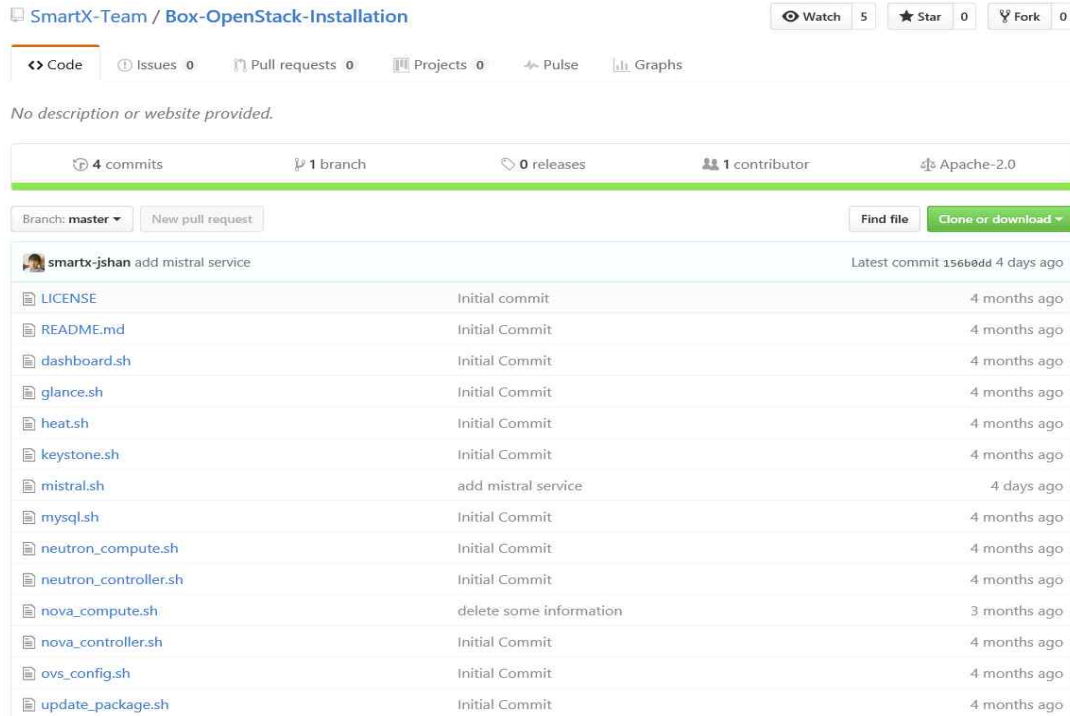 SmartX-Team / Box-OpenStack-Installation Watch 5 Star 0 Fork 0
Code Issues 0 Pull requests 0 Projects 0 Pulse Graphs
No description or website provided.
4 commits 1 branch 0 releases 1 contributor Apache-2.0
Branch: master New pull request Find file Clone or download
smartx-jshan add mistral service Latest commit 156b0dd 4 days ago
LICENSE Initial commit 4 months ago
README.md Initial Commit 4 months ago
dashboard.sh Initial Commit 4 months ago
glance.sh Initial Commit 4 months ago
heat.sh Initial Commit 4 months ago
keystone.sh Initial Commit 4 months ago
mistral.sh add mistral service 4 days ago
mysql.sh Initial Commit 4 months ago
neutron_compute.sh Initial Commit 4 months ago
neutron_controller.sh Initial Commit 4 months ago
nova_compute.sh delete some information 3 months ago
nova_controller.sh Initial Commit 4 months ago
ovs_config.sh Initial Commit 4 months ago
update_package.sh Initial Commit 4 months ago